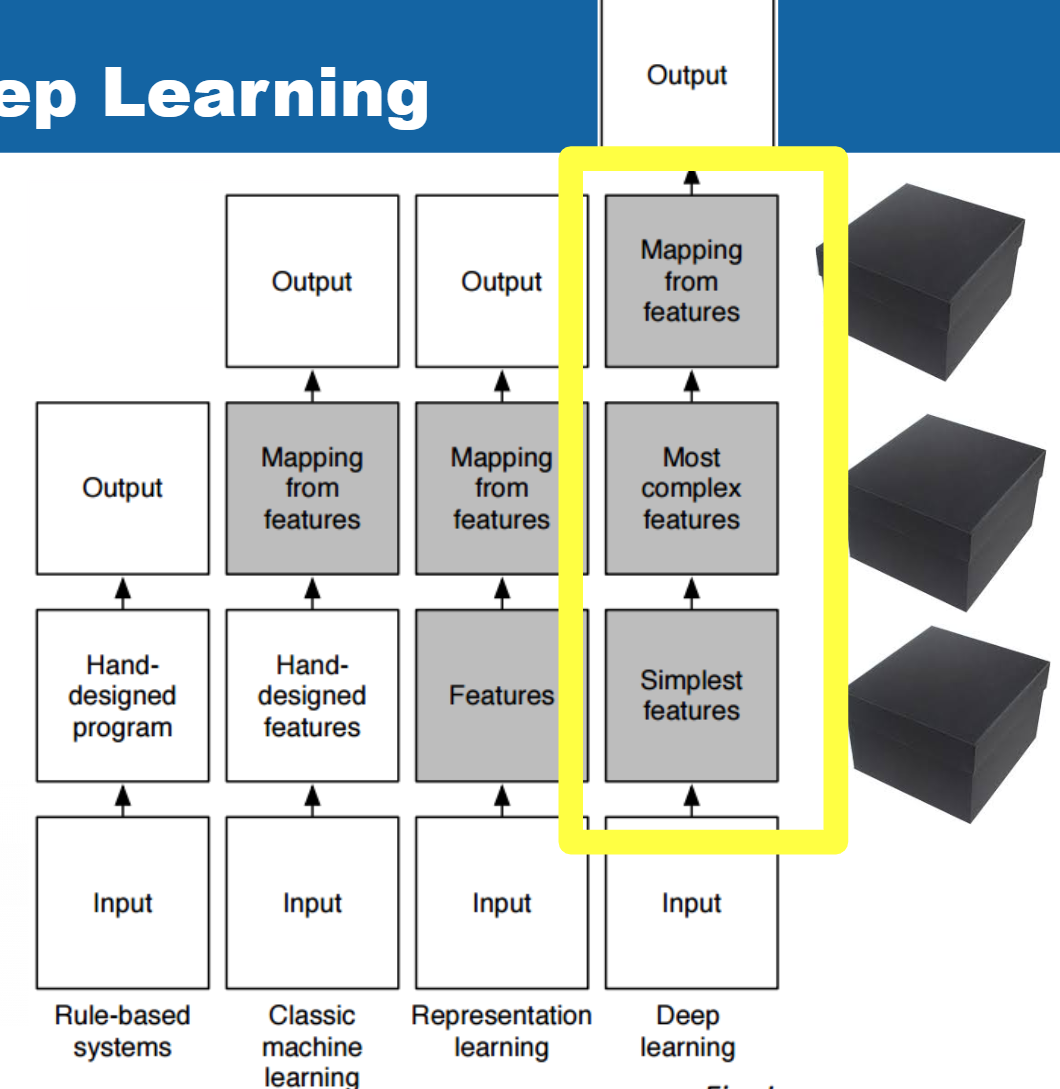 ep Learning
Output
Output
Output
Mapping
from
features
Output
Mapping
from
features
Mapping
from
features
Most
complex
features
Hand-
designed
program
Hand-
designed
features
Features
Simplest
features
Input
Input
Input
Input
Rule-based
systems
Classic
machine
learning
Representation
learning
Deep
learning